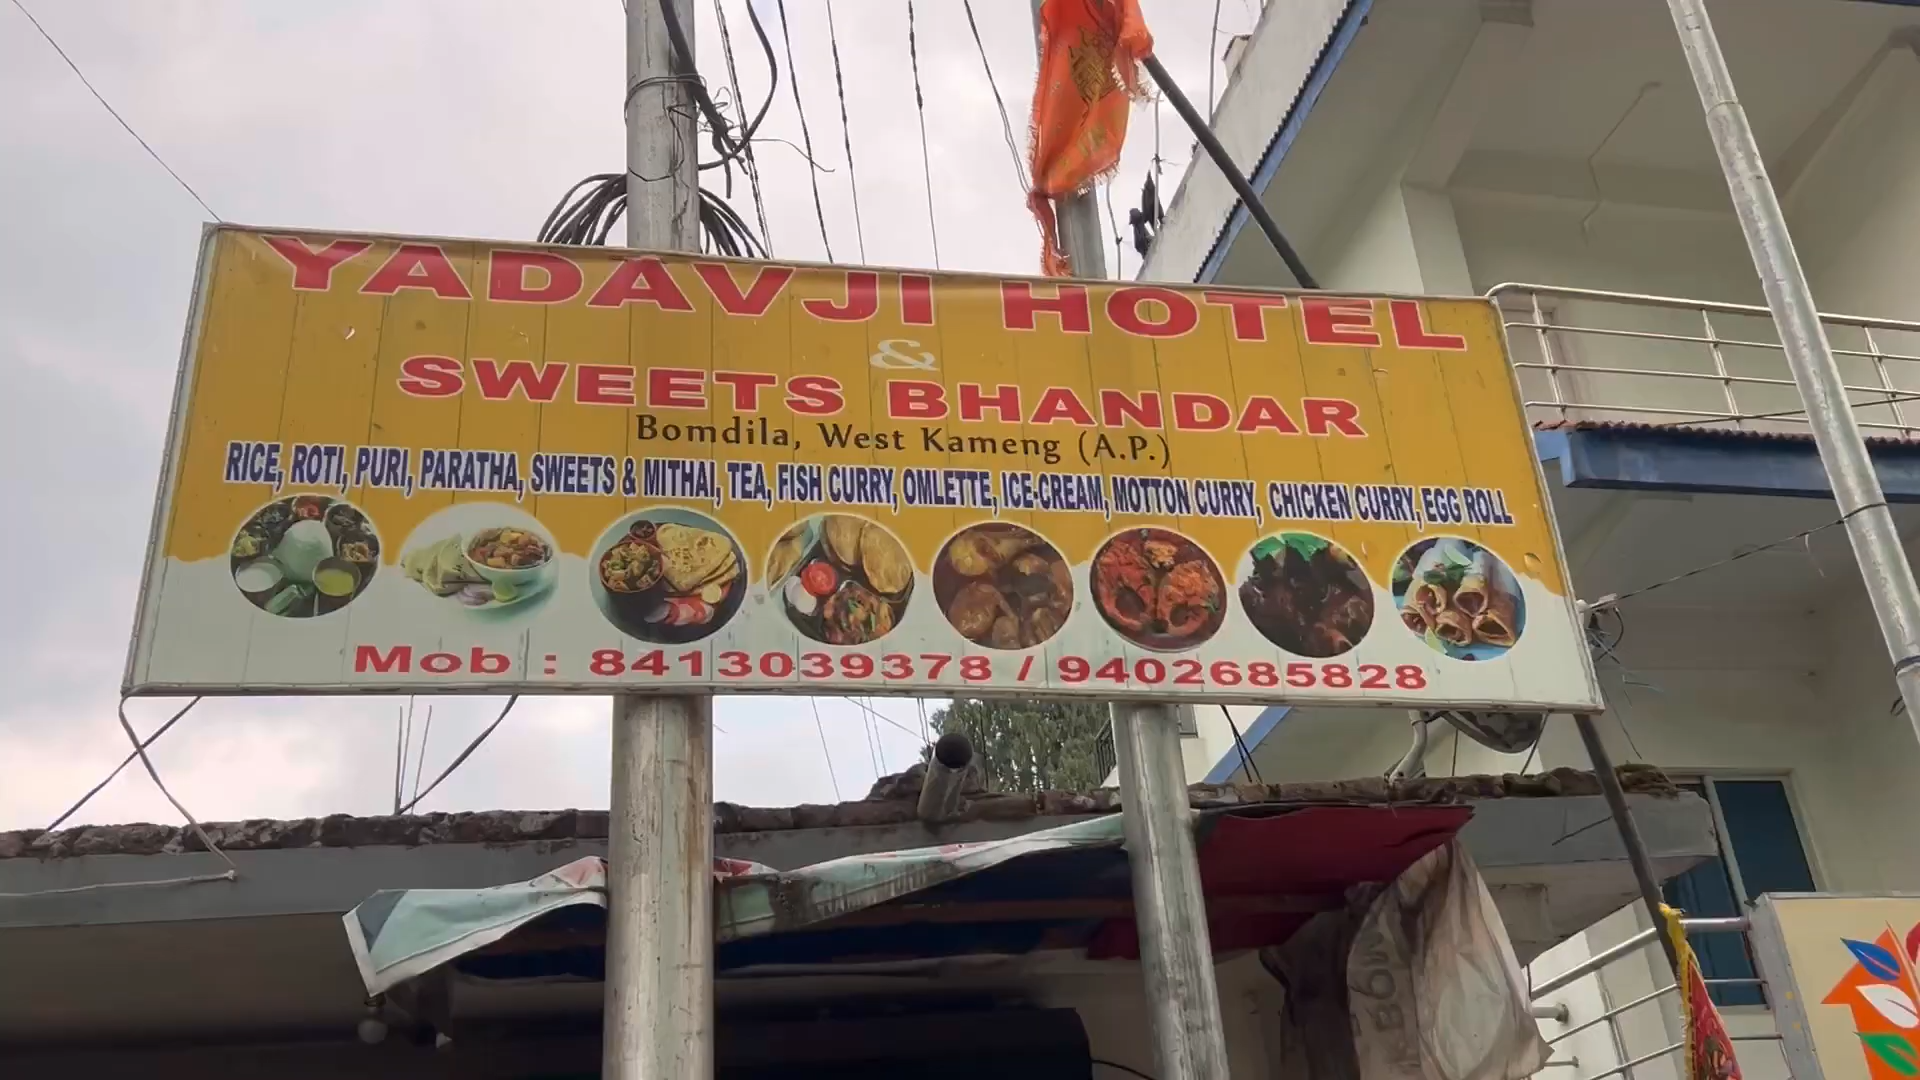 YADAVJI HOTEL
&
SWEETS BHANDAR
Bomdila, West Kameng (A.P.)
RICE, ROTI, PURI, PARATHA, SWEETS & MITHAI, TEA, FISH CURRY, OMLETTE, ICE-CREAM, MOTTON CURRY, CHICKEN CURRY, EGG ROLL
Mob : 8413039378 / 9402685828